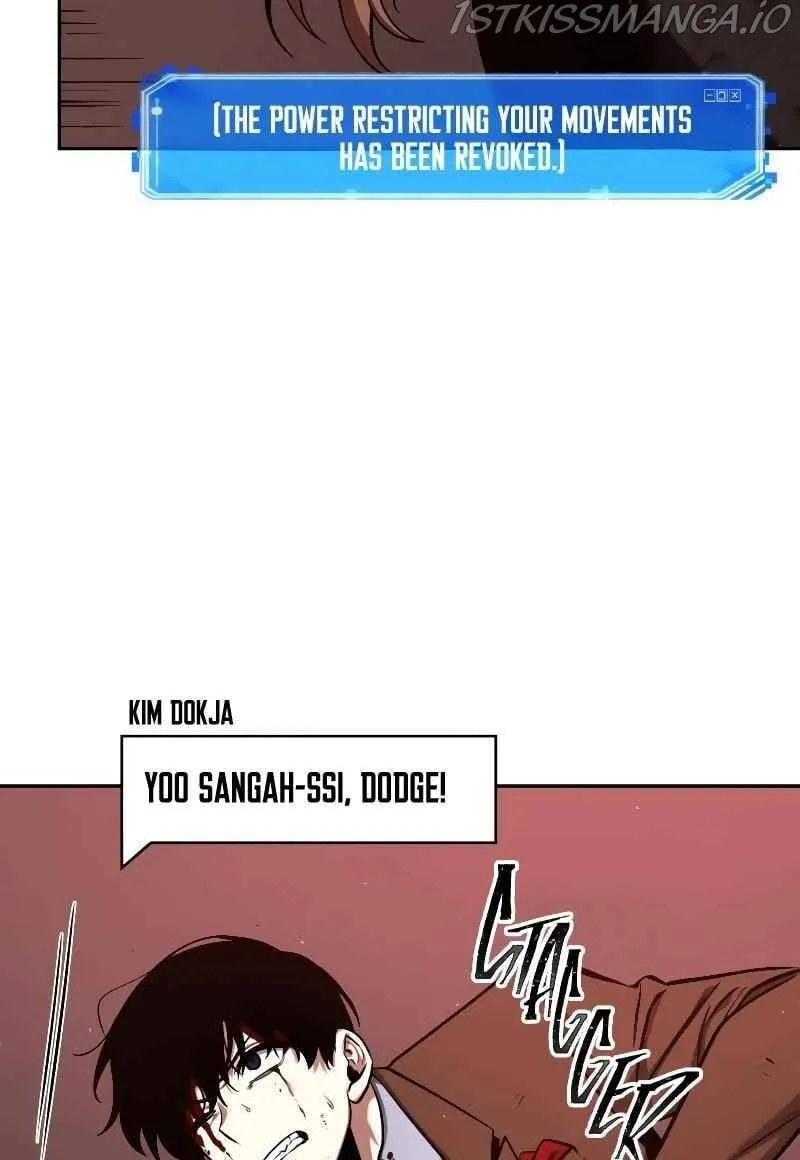 1STKISSMANGA.IO
[THE POWER RESTRICTING YOUR MOVEMENTS
HAS BEEN REVOKED.]
KIM DOKJA
YOO SANGAH-SSI, DODGE!
STAGGER